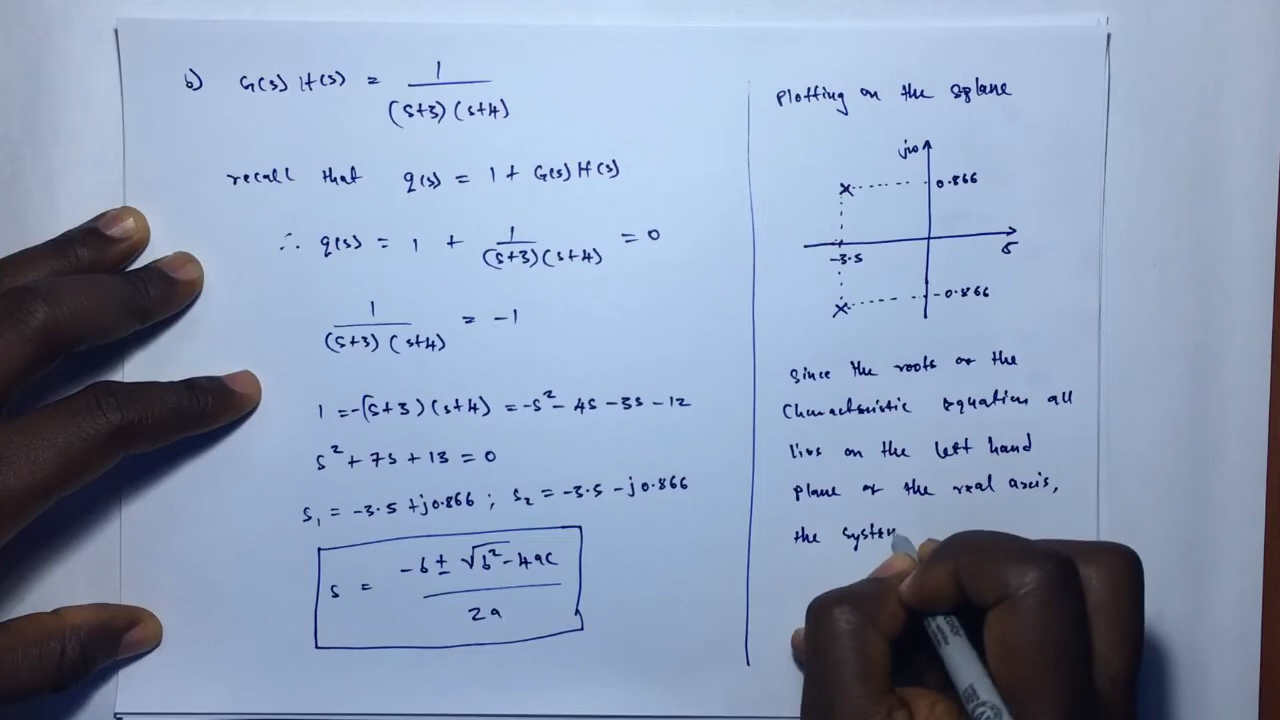 b) G(s) H(s) = 1 / (s+3)(s+4)
recall that q(s) = 1 + G(s) H(s)
∴ q(s) = 1 + 1 / (s+3)(s+4) = 0
1 / (s+3)(s+4) = -1
1 = -(s+3)(s+4) = -s² - 4s - 3s - 12
s² + 7s + 13 = 0
s₁ = -3.5 + j0.866 ; s₂ = -3.5 - j0.866
s = -b ± √b² - 4ac / 2a
Plotting on the splane
jω
0.866
σ
-3.5
-0.866
Since the roots of the
Characteristic Equation all
lies on the left hand
plane of the real axis,
the system